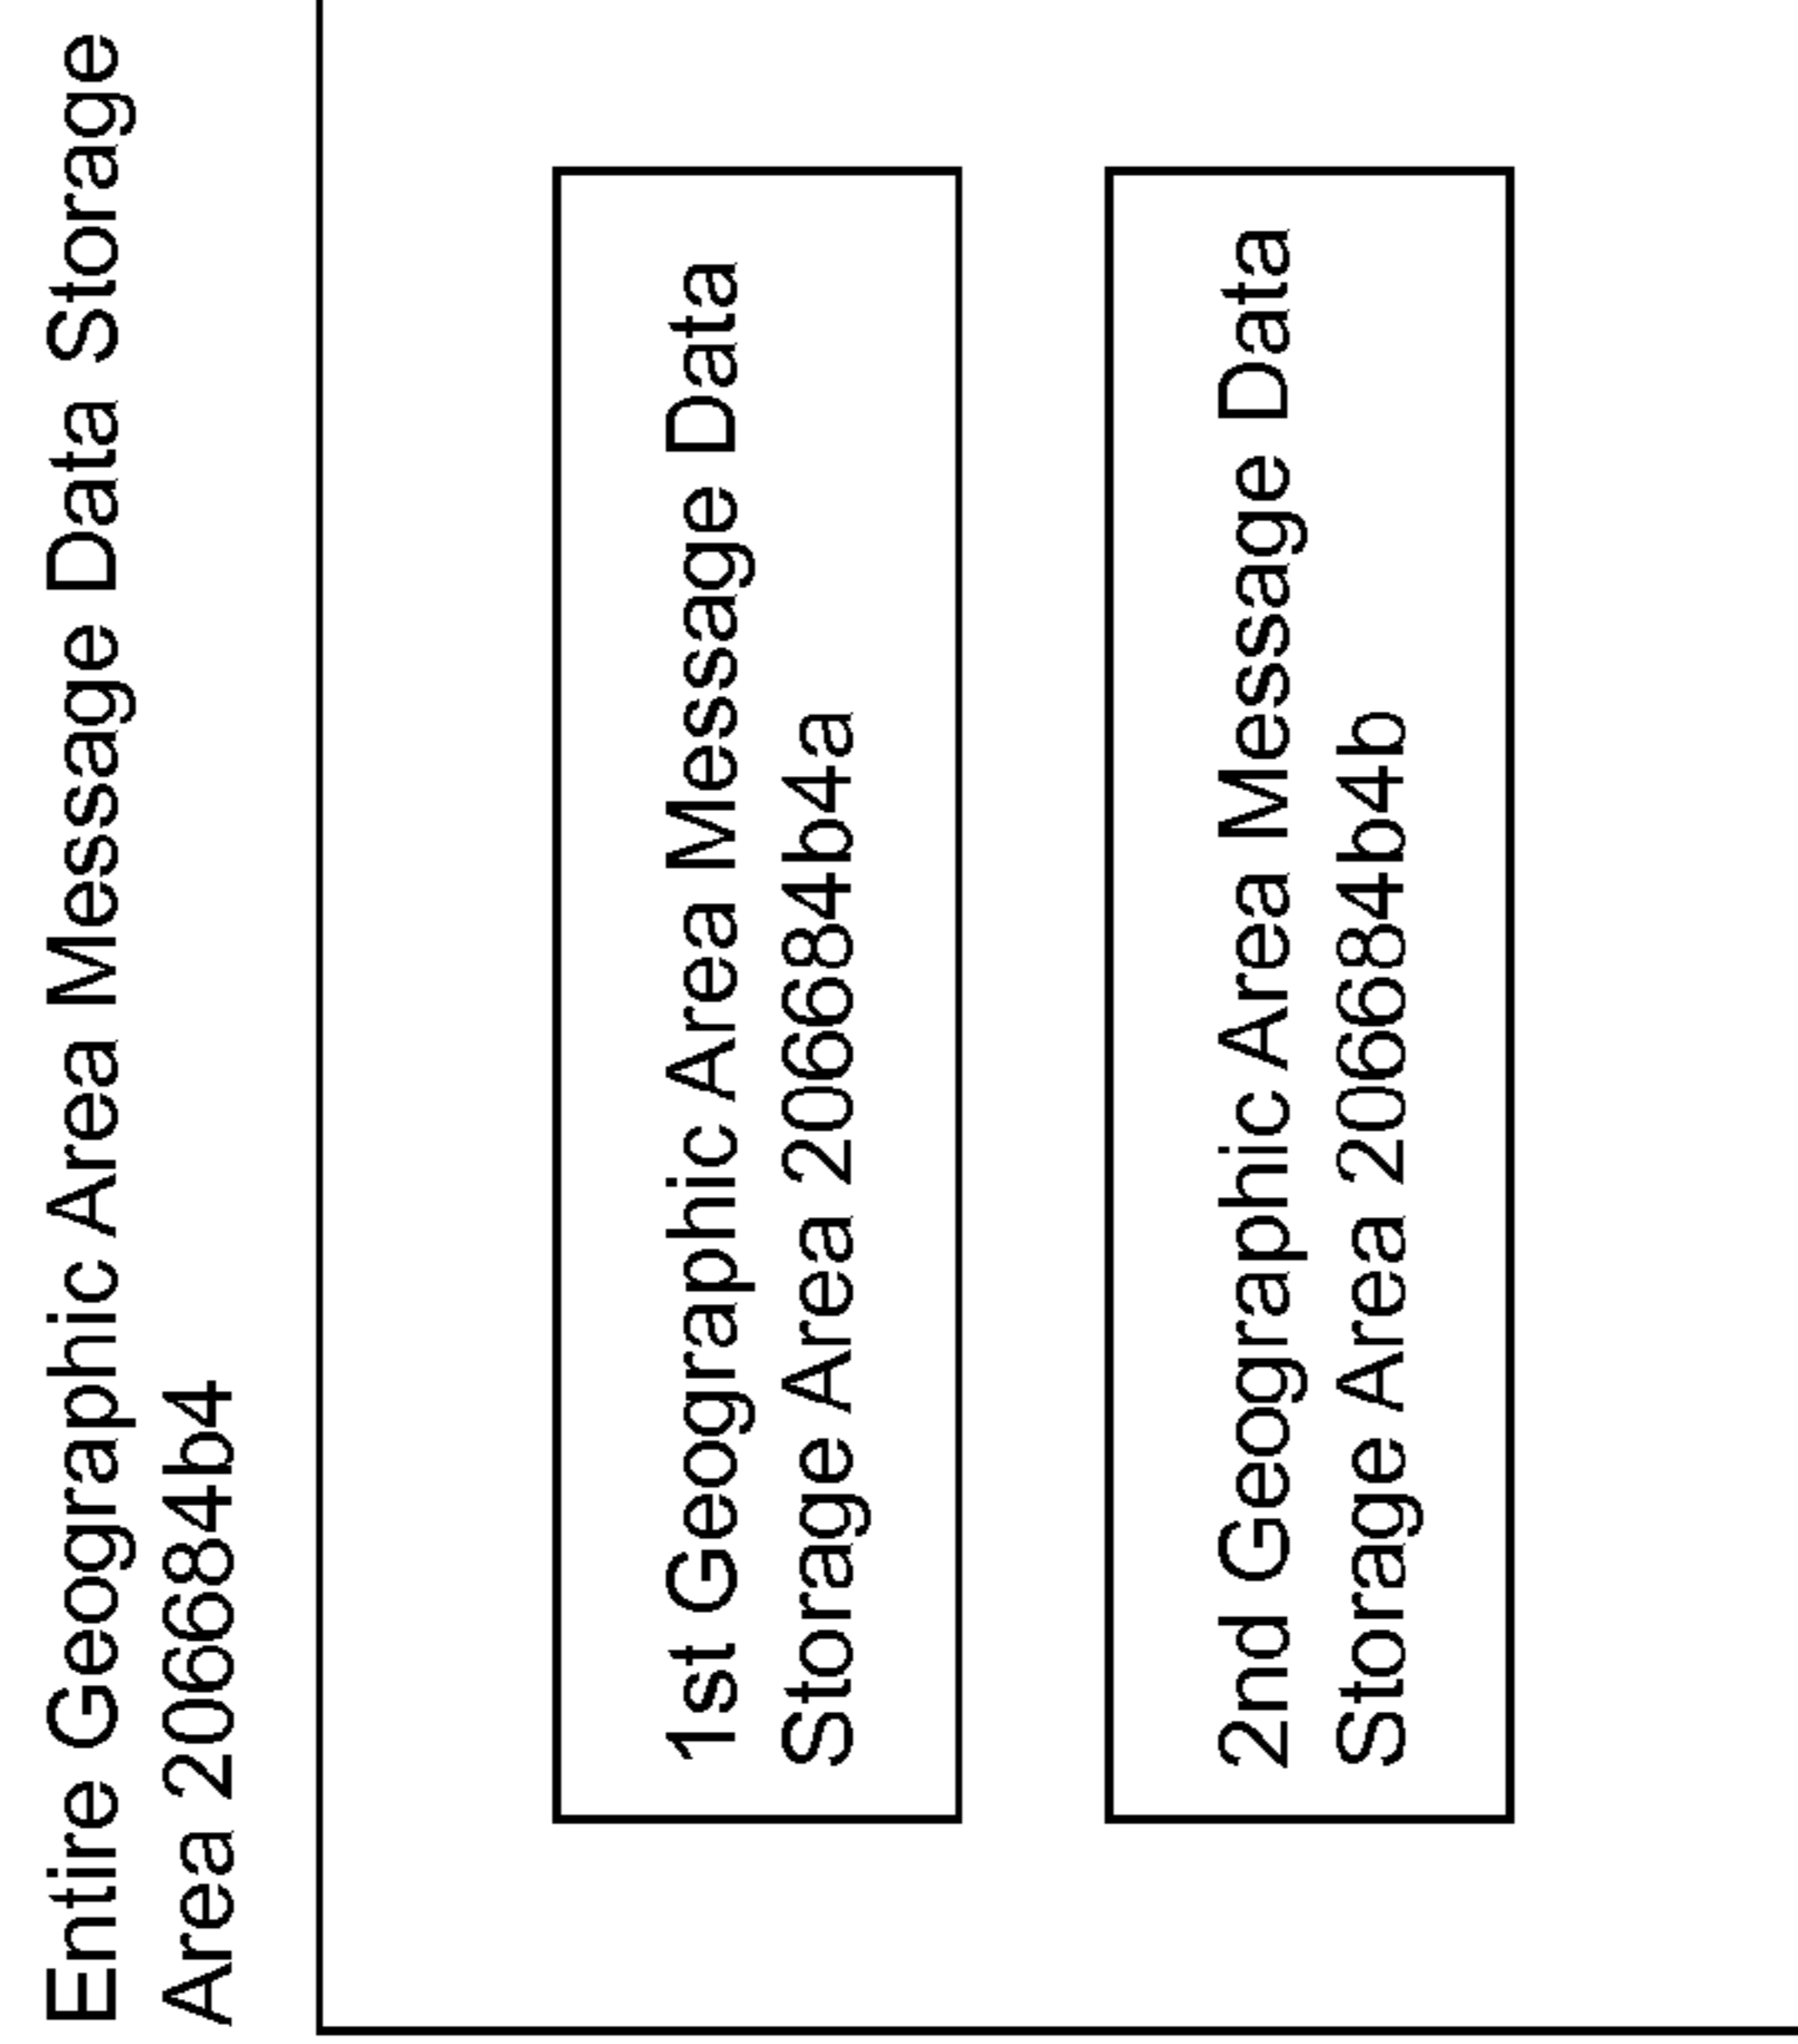 Entire Geographic Area Message Data Storage
Area 206684b4
1st Geographic Area Message Data
Storage Area 206684b4a
2nd Geographic Area Message Data
Storage Area 206684b4b